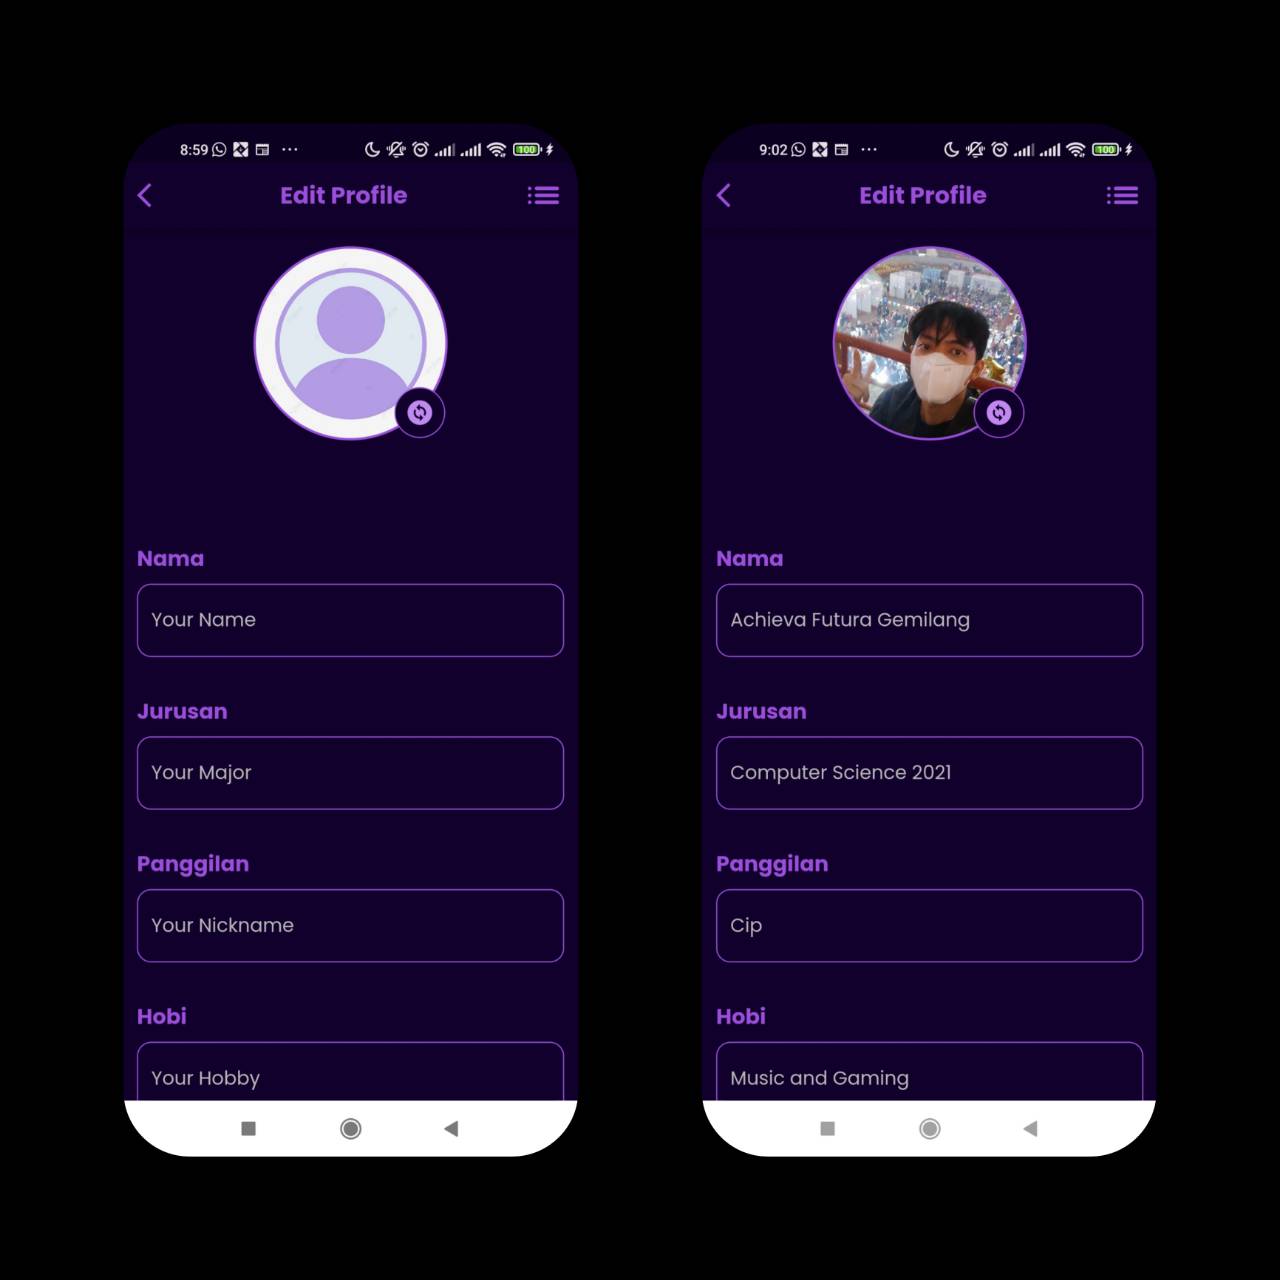 8:59
100
Edit Profile
Nama
Your Name
Jurusan
Your Major
Panggilan
Your Nickname
Hobi
Your Hobby
9:02
100
Edit Profile
Nama
Achieva Futura Gemilang
Jurusan
Computer Science 2021
Panggilan
Cip
Hobi
Music and Gaming